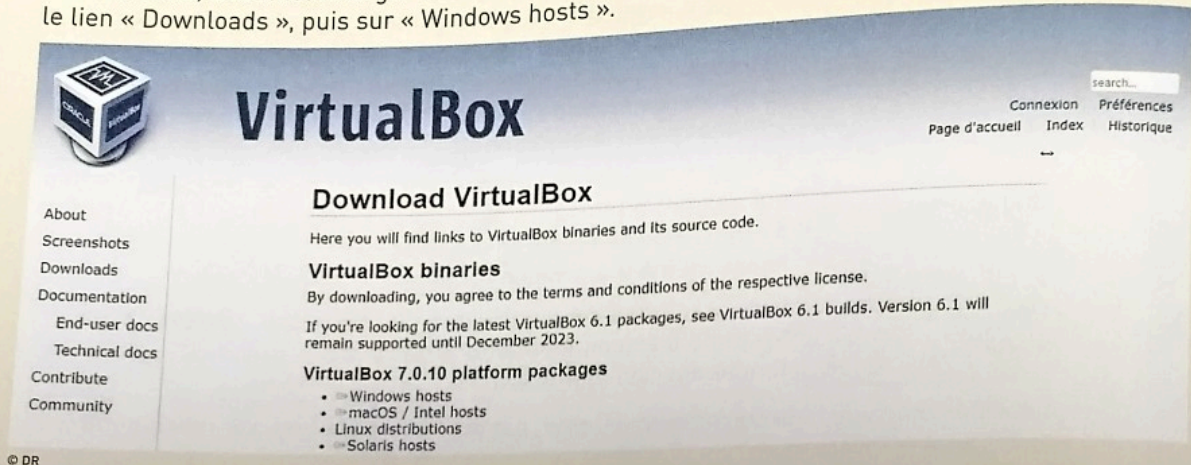 le lien « Downloads », puis sur « Windows hosts ».
ORACLE
VirtualBox
VirtualBox
search...
Connexion Préférences
Page d'accueil Index Historique
About
Screenshots
Downloads
Documentation
End-user docs
Technical docs
Contribute
Community
Download VirtualBox
Here you will find links to VirtualBox binaries and its source code.
VirtualBox binaries
By downloading, you agree to the terms and conditions of the respective license.
If you're looking for the latest VirtualBox 6.1 packages, see VirtualBox 6.1 builds. Version 6.1 will
remain supported until December 2023.
VirtualBox 7.0.10 platform packages
• Windows hosts
• macOS / Intel hosts
• Linux distributions
• Solaris hosts
© DR